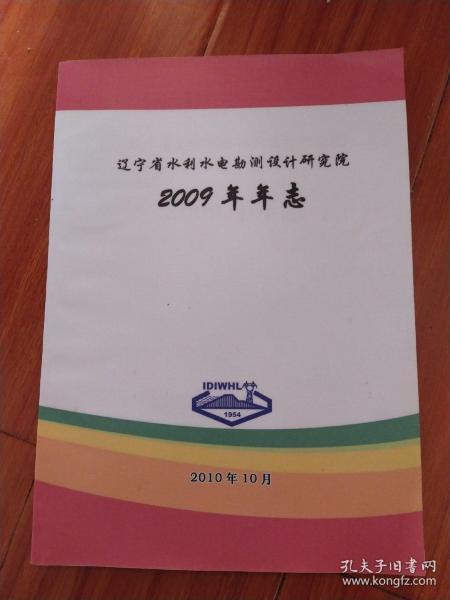 辽宁省水利水电勘测设计研究院
2009年年志
IDIWHL
1954
2010年10月
孔夫子旧书网
www.kongfz.com